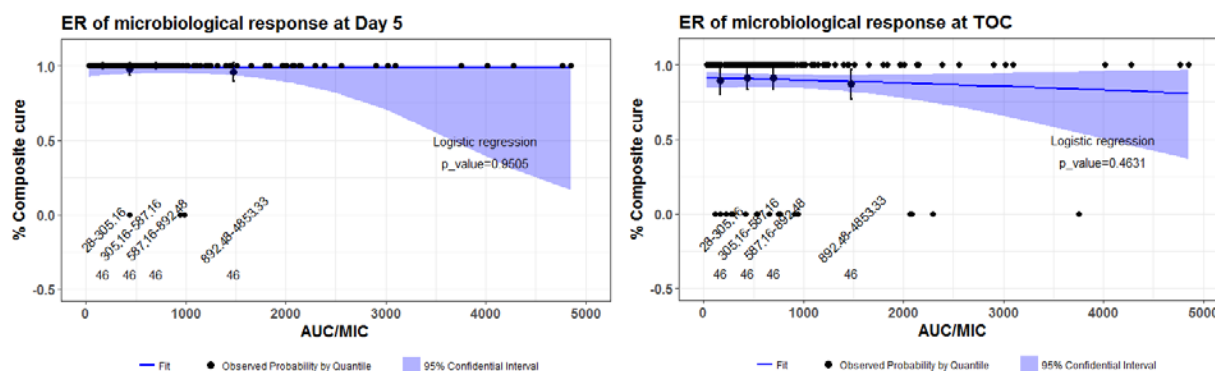 ER of microbiological response at Day 5
% Composite cure
1.0
0.5
0.0
-0.5
Logistic regression
p_value=0.9505
28-305.16
305.16-587.16
587.16-892.48
892.48-4853.33
46
46
46
46
0
1000
2000
3000
4000
5000
AUC/MIC
Fit
Observed Probability by Quantile
95% Confidential Interval
ER of microbiological response at TOC
% Composite cure
1.0
0.5
0.0
-0.5
Logistic regression
p_value=0.4631
28-305.16
305.16-587.16
587.16-892.48
892.48-4853.33
46
46
46
46
0
1000
2000
3000
4000
5000
AUC/MIC
Fit
Observed Probability by Quantile
95% Confidential Interval